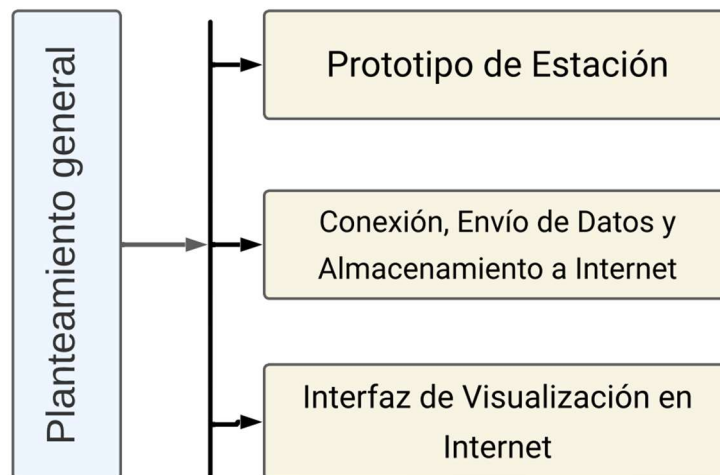 Planteamiento general
Prototipo de Estación
Conexión, Envío de Datos y
Almacenamiento a Internet
Interfaz de Visualización en
Internet